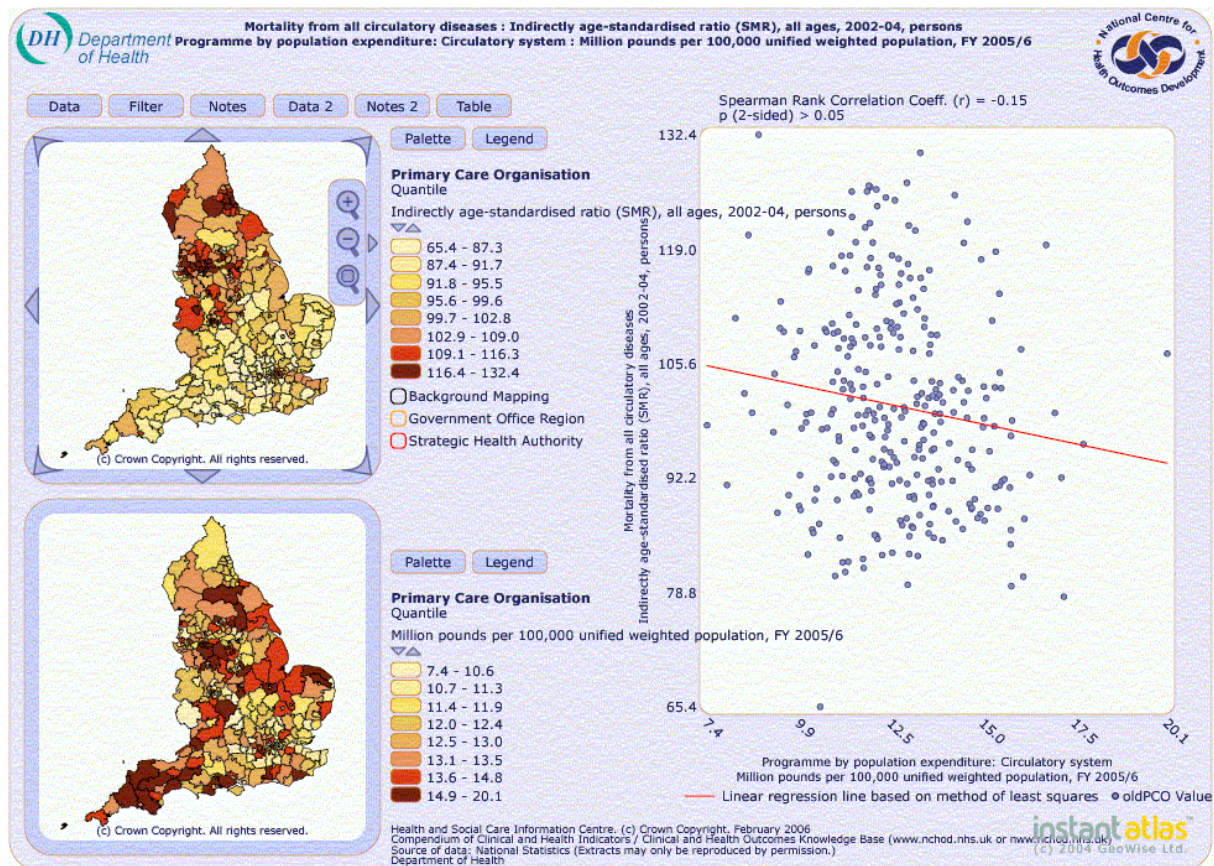 Mortality from all circulatory diseases : Indirectly age-standardised ratio (SMR), all ages, 2002-04, persons
Programme by population expenditure: Circulatory system : Million pounds per 100,000 unified weighted population, FY 2005/6
DH Department of Health
National Centre for Health Outcomes Development
Data Filter Notes Data 2 Notes 2 Table
Palette Legend
Primary Care Organisation
Quantile
Indirectly age-standardised ratio (SMR), all ages, 2002-04, persons
65.4 - 87.3
87.4 - 91.7
91.8 - 95.5
95.6 - 99.6
99.7 - 102.8
102.9 - 109.0
109.1 - 116.3
116.4 - 132.4
Background Mapping
Government Office Region
Strategic Health Authority
(c) Crown Copyright. All rights reserved.
Palette Legend
Primary Care Organisation
Quantile
Million pounds per 100,000 unified weighted population, FY 2005/6
7.4 - 10.6
10.7 - 11.3
11.4 - 11.9
12.0 - 12.4
12.5 - 13.0
13.1 - 13.5
13.6 - 14.8
14.9 - 20.1
(c) Crown Copyright. All rights reserved.
Spearman Rank Correlation Coeff. (r) = -0.15
p (2-sided) > 0.05
132.4
119.0
105.6
92.2
78.8
65.4
Mortality from all circulatory diseases
Indirectly age-standardised ratio (SMR), all ages, 2002-04, persons
7.4 9.9 12.5 15.0 17.5 20.1
Programme by population expenditure: Circulatory system
Million pounds per 100,000 unified weighted population, FY 2005/6
Linear regression line based on method of least squares oldPCO Value
Health and Social Care Information Centre. (c) Crown Copyright. February 2006
Compendium of Clinical and Health Indicators / Clinical and Health Outcomes Knowledge Base (www.nchod.nhs.uk or nww.nchod.nhs.uk)
Source of data: National Statistics (Extracts may only be reproduced by permission.)
Department of Health
instant atlas™
(c) 2004 GeoWise Ltd.